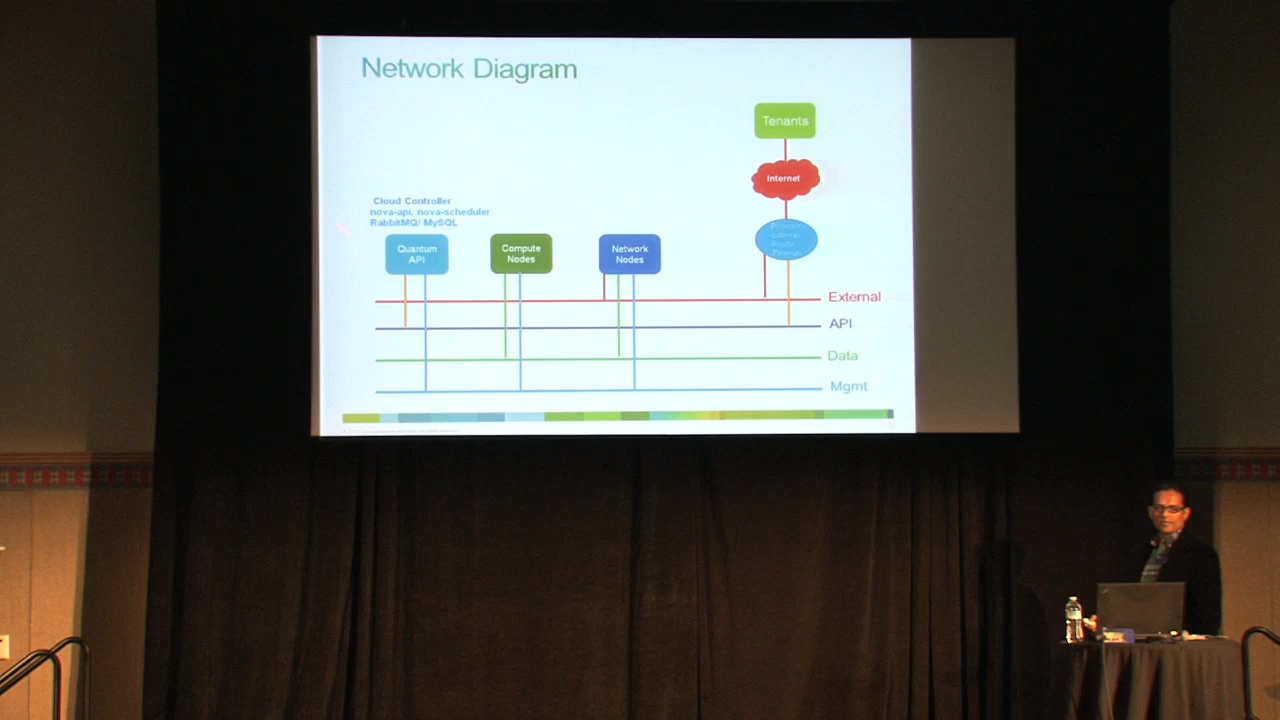 Network Diagram
Tenants
Internet
Cloud Controller
nova-api, nova-scheduler
RabbitMQ/ MySQL
Quantum
API
Compute
Nodes
Network
Nodes
External
API
Data
Mgmt